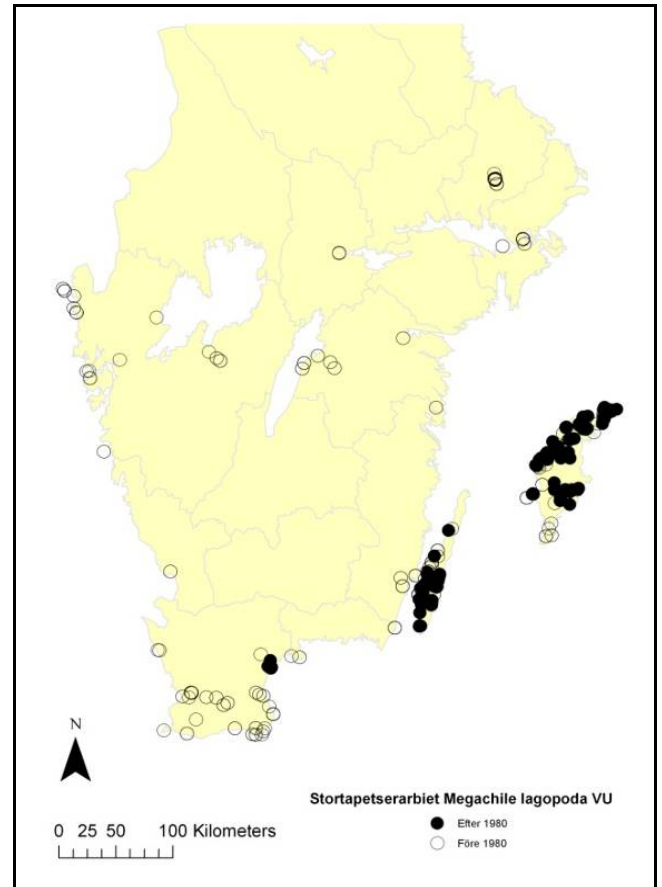 N
0 25 50 100 Kilometers
Stortapetserarbiet Megachile lagopoda VU
Efter 1980
Före 1980